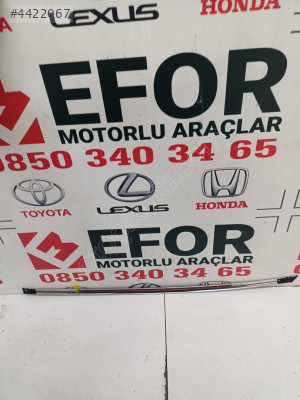 #4422067
LEXUS
HONDA
EFOR
MOTORLU ARAÇLAR
0850 340 34 65
TOYOTA
LEXUS
HONDA
EFOR
MOTORLU ARAÇLAR
0850 340 34 65